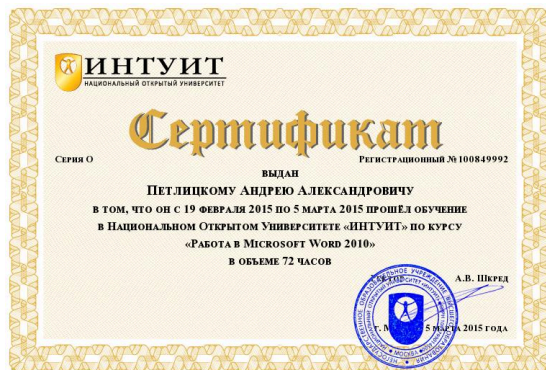 ИНТУИТ
НАЦИОНАЛЬНЫЙ ОТКРЫТЫЙ УНИВЕРСИТЕТ
Сертификат
Серия О Регистрационный № 100849992
выдан
Петлицкому Андрею Александровичу
в том, что он с 19 февраля 2015 по 5 марта 2015 прошёл обучение
в Национальном Открытом Университете «ИНТУИТ» по курсу
«Работа в Microsoft Word 2010»
в объеме 72 часов
А.В. Шкред
5 марта 2015 года
МОСКВА